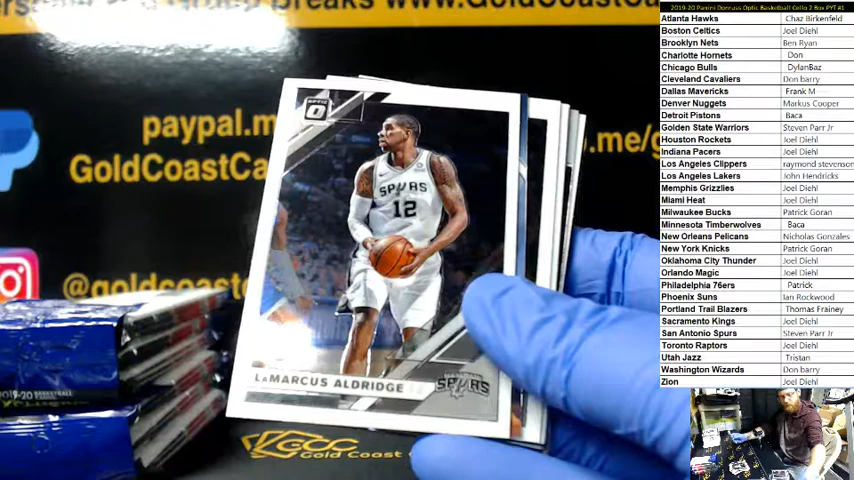 2019-20 Panini Donruss Optic Basketball Cello 2 Box PYT #1
Atlanta Hawks Chaz Birkenfeld
Boston Celtics Joel Diehl
Brooklyn Nets Ben Ryan
Charlotte Hornets Don
Chicago Bulls DylanBaz
Cleveland Cavaliers Don barry
Dallas Mavericks Frank M
Denver Nuggets Markus Cooper
Detroit Pistons Baca
Golden State Warriors Steven Parr Jr
Houston Rockets Joel Diehl
Indiana Pacers Joel Diehl
Los Angeles Clippers raymond stevenson
Los Angeles Lakers John Hendricks
Memphis Grizzlies Joel Diehl
Miami Heat Joel Diehl
Milwaukee Bucks Patrick Goran
Minnesota Timberwolves Baca
New Orleans Pelicans Nicholas Gonzales
New York Knicks Patrick Goran
Oklahoma City Thunder Joel Diehl
Orlando Magic Joel Diehl
Philadelphia 76ers Patrick
Phoenix Suns Ian Rockwood
Portland Trail Blazers Thomas Frainey
Sacramento Kings Joel Diehl
San Antonio Spurs Steven Parr Jr
Toronto Raptors Joel Diehl
Utah Jazz Tristan
Washington Wizards Don barry
Zion Joel Diehl
paypal.m
GoldCoastCa
@goldcoast
OPTIC
SPURS
12
LaMARCUS ALDRIDGE
SPURS
GCC
Gold Coast